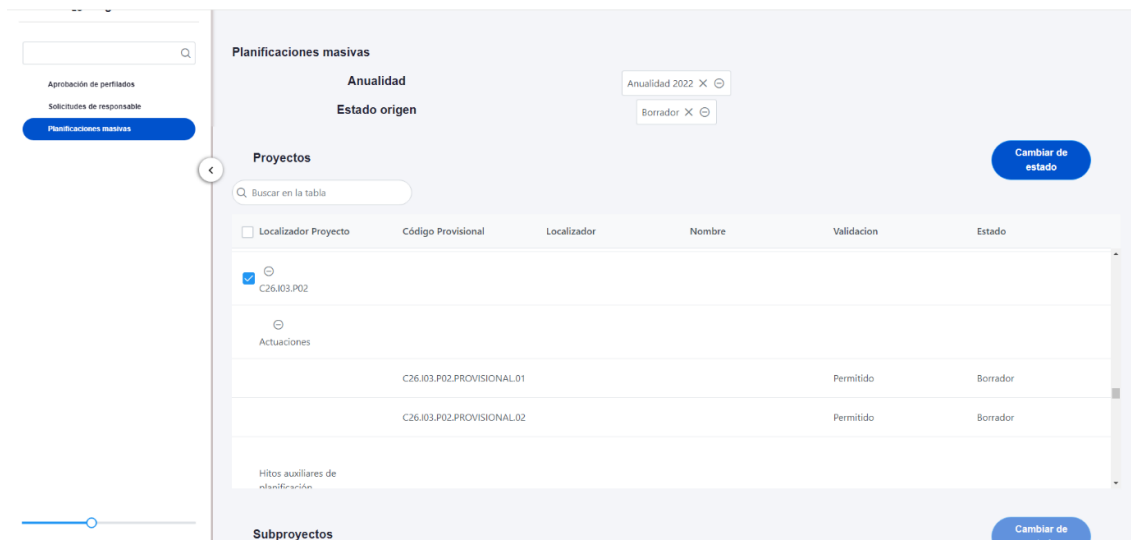 Planificaciones masivas
Aprobación de perfilados
Solicitudes de responsable
Planificaciones masivas
Anualidad
Anualidad 2022
Estado origen
Borrador
Proyectos
Cambiar de
estado
Buscar en la tabla
Localizador Proyecto Código Provisional Localizador Nombre Validacion Estado
C26.I03.P02
Actuaciones
C26.I03.P02.PROVISIONAL.01 Permitido Borrador
C26.I03.P02.PROVISIONAL.02 Permitido Borrador
Hitos auxiliares de
planificación
Subproyectos
Cambiar de